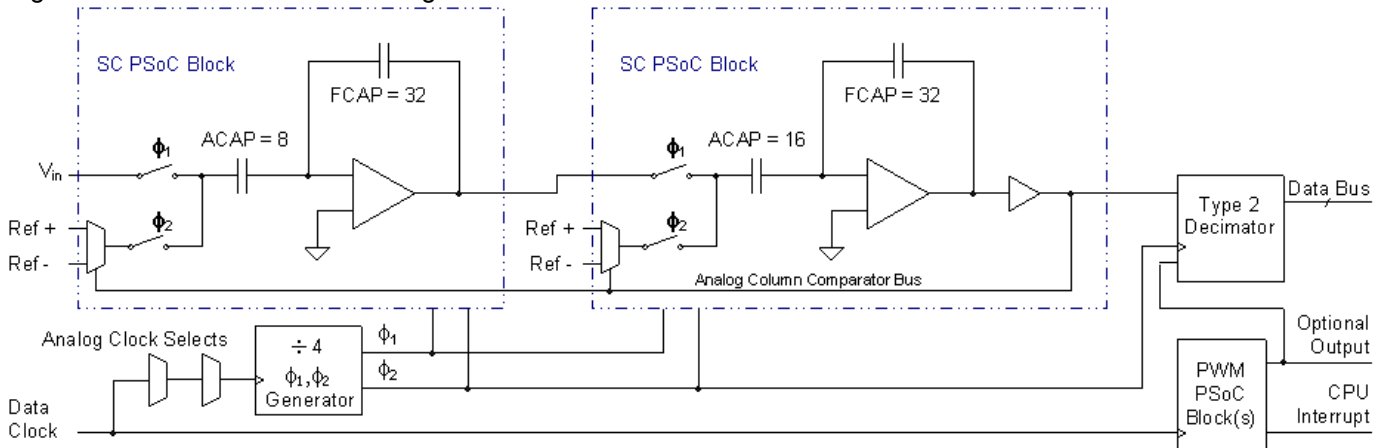 SC PSoC Block
FCAP = 32
ACAP = 8
ϕ1
Vin
ϕ2
Ref +
Ref -
SC PSoC Block
FCAP = 32
ACAP = 16
ϕ1
ϕ2
Ref +
Ref -
Analog Column Comparator Bus
Type 2
Decimator
Data Bus
Analog Clock Selects
÷ 4
ϕ1,ϕ2
Generator
ϕ1
ϕ2
Data
Clock
PWM
PSoC
Block(s)
Optional
Output
CPU
Interrupt